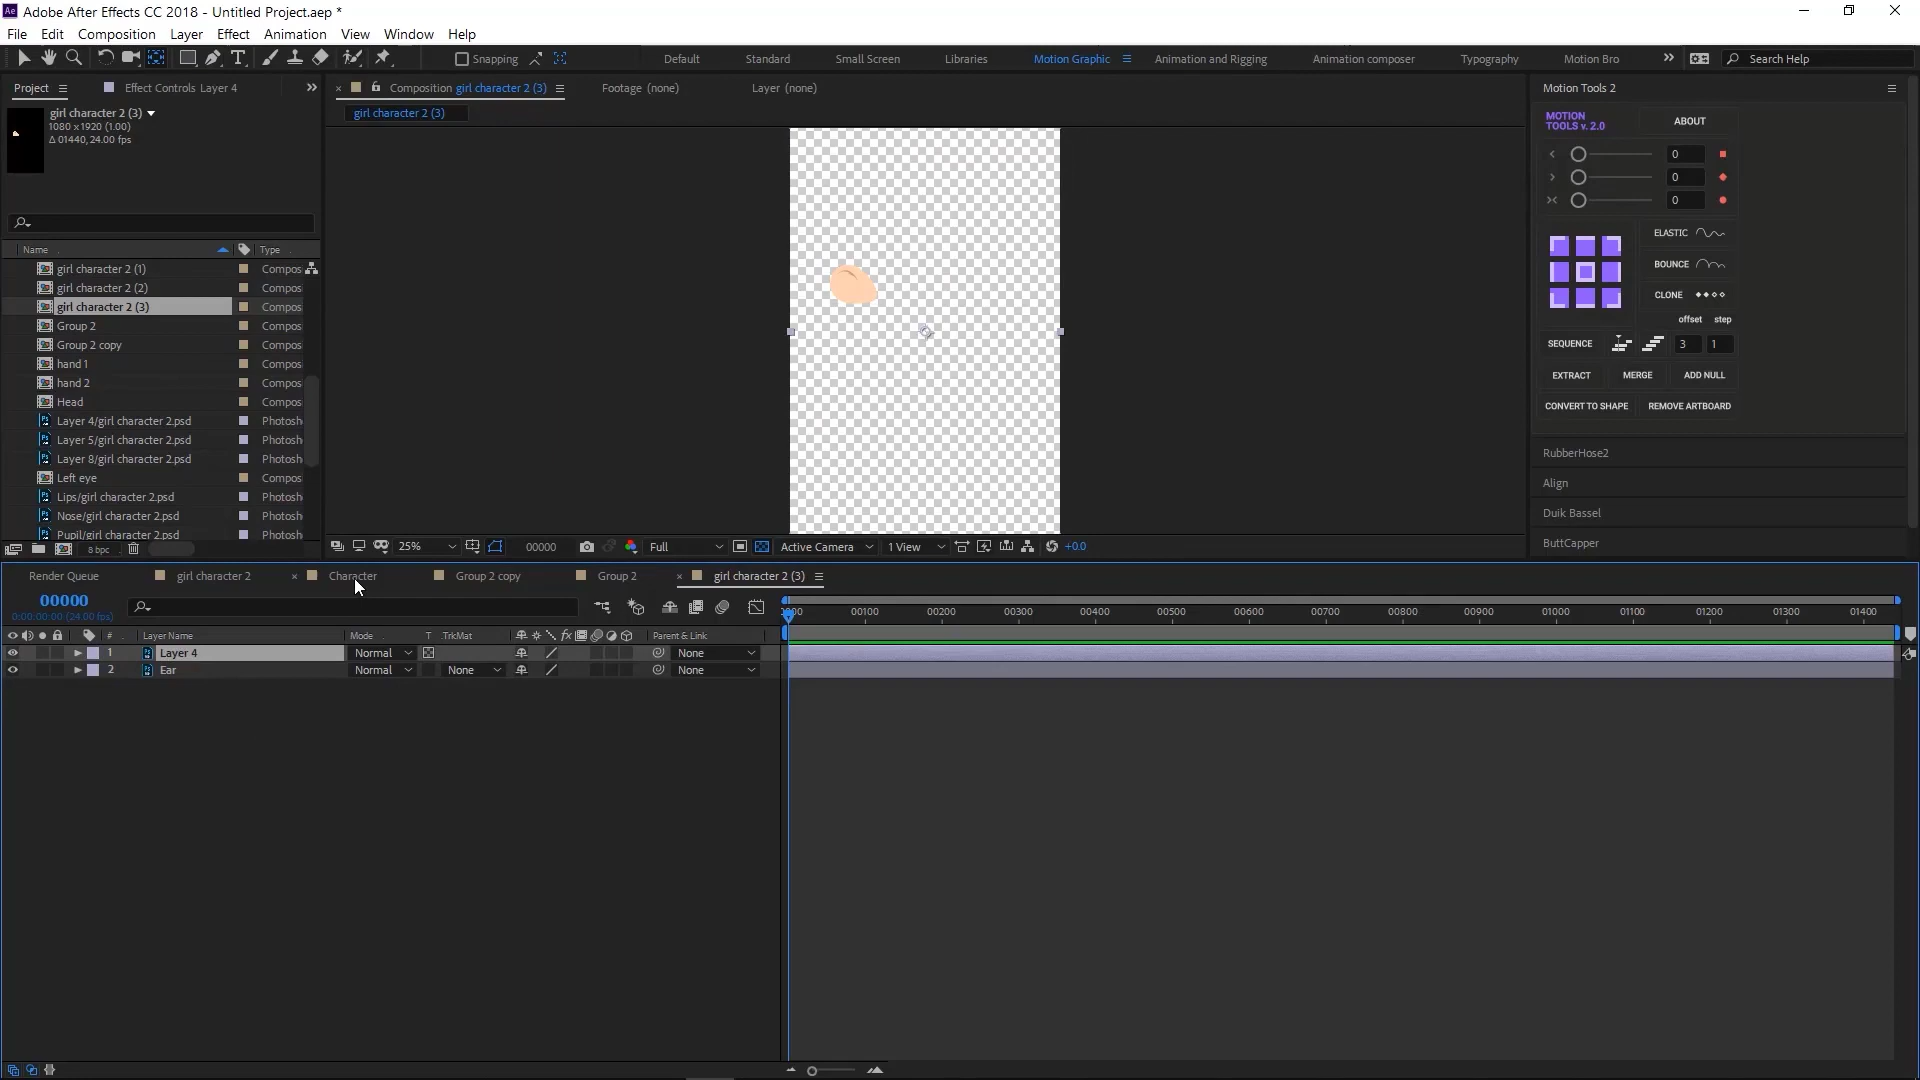 Ae Adobe After Effects CC 2018 - Untitled Project.aep *
File Edit Composition Layer Effect Animation View Window Help
Snapping Default Standard Small Screen Libraries Motion Graphic Animation and Rigging Animation composer Typography Motion Bro Search Help
Project Effect Controls Layer 4 Composition girl character 2 (3) Footage (none) Layer (none) Motion Tools 2
girl character 2 (3)
1080 x1920 (1.00)
Δ 01440, 24.00 fps)
girl character 2 (3)
MOTION
TOOLS v. 2.0
ABOUT
0
0
0
ELASTIC
BOUNCE
CLONE
offset step
SEQUENCE 3 1
EXTRACT MERGE ADD NULL
CONVERT TO SHAPE REMOVE ARTBOARD
RubberHose2
Align
Duik Bassel
ButtCapper
Name Type
girl character 2 (1) Compos
girl character 2 (2) Compos
girl character 2 (3) Compos
Group 2 Compos
Group 2 copy Compos
hand 1 Compos
hand 2 Compos
Head Compos
Layer 4/girl character 2.psd Photosh
Layer 5/girl character 2.psd Photosh
Layer 8/girl character 2.psd Photosh
Left eye Compos
Lips/girl character 2.psd Photosh
Nose/girl character 2.psd Photosh
Pupil/girl character 2.psd Photosh
8 bpc
25% 00000 Full Active Camera 1 View +0.0
Render Queue girl character 2 Character Group 2 copy Group 2 girl character 2 (3)
00000
0:00:00:00 (24.00 fps)
00100 00200 00300 00400 00500 00600 00700 00800 00900 01000 01100 01200 01300 01400
# Layer Name Mode T .TrkMat fx Parent & Link
1 Layer 4 Normal None
2 Ear Normal None None